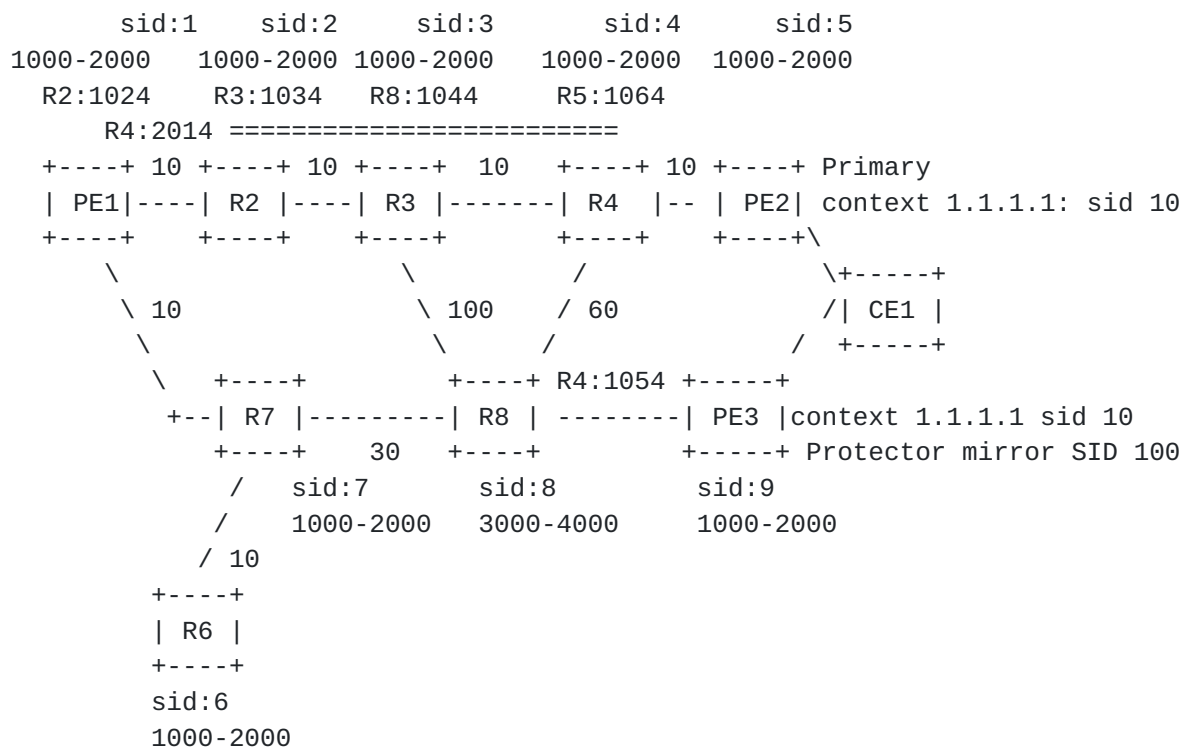 sid:1 sid:2 sid:3 sid:4 sid:5
1000-2000 1000-2000 1000-2000 1000-2000 1000-2000
R2:1024 R3:1034 R8:1044 R5:1064
R4:2014 =========================
+----+ 10 +----+ 10 +----+ 10 +----+ 10 +----+ Primary
| PE1|----| R2 |----| R3 |-------| R4 |-- | PE2| context 1.1.1.1: sid 10
+----+ +----+ +----+ +----+ +----+\
\ \ / \+-----+
\ 10 \ 100 / 60 /| CE1 |
\ \ / / +-----+
\ +----+ +----+ R4:1054 +-----+
+--| R7 |---------| R8 | --------| PE3 |context 1.1.1.1 sid 10
+----+ 30 +----+ +-----+ Protector mirror SID 100
/ sid:7 sid:8 sid:9
/ 1000-2000 3000-4000 1000-2000
/ 10
+----+
| R6 |
+----+
sid:6
1000-2000